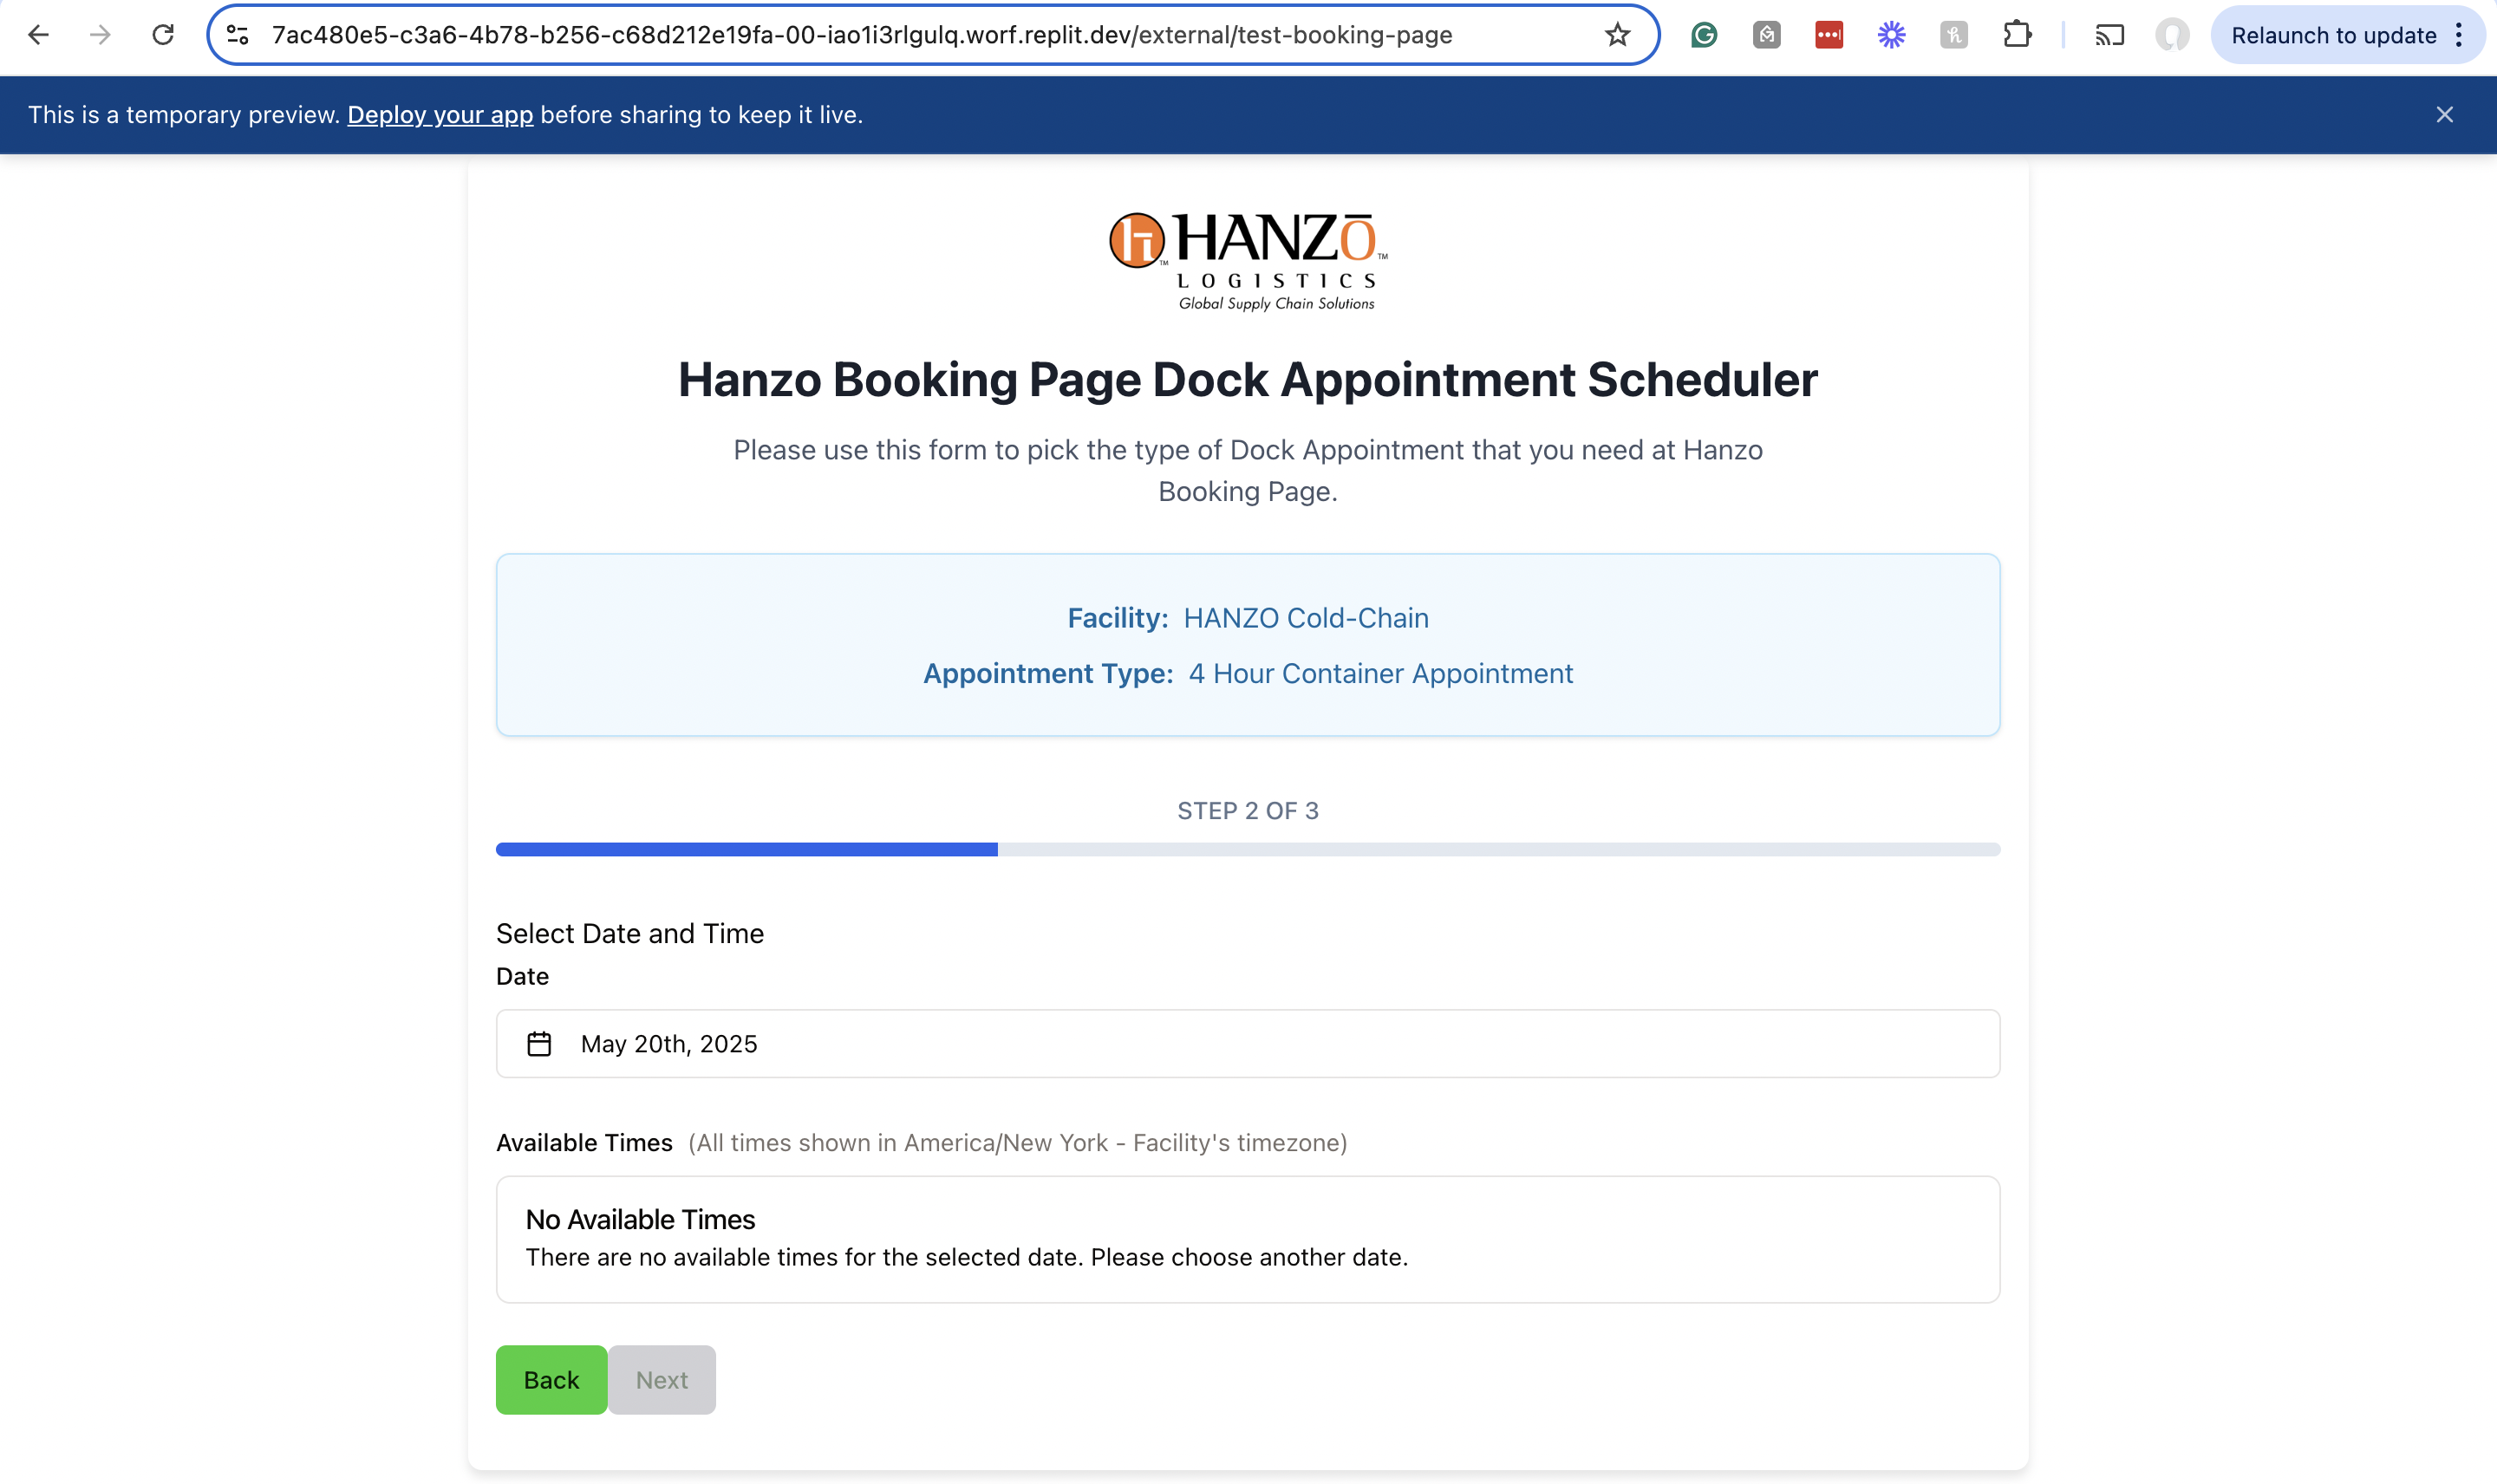 7ac480e5-c3a6-4b78-b256-c68d212e19fa-00-iao1i3rlgulq.worf.replit.dev/external/test-booking-page
Relaunch to update
This is a temporary preview. Deploy your app before sharing to keep it live.
HANZŌ™
LOGISTICS
Global Supply Chain Solutions
Hanzo Booking Page Dock Appointment Scheduler
Please use this form to pick the type of Dock Appointment that you need at Hanzo
Booking Page.
Facility: HANZO Cold-Chain
Appointment Type: 4 Hour Container Appointment
STEP 2 OF 3
Select Date and Time
Date
May 20th, 2025
Available Times (All times shown in America/New York - Facility's timezone)
No Available Times
There are no available times for the selected date. Please choose another date.
Back Next